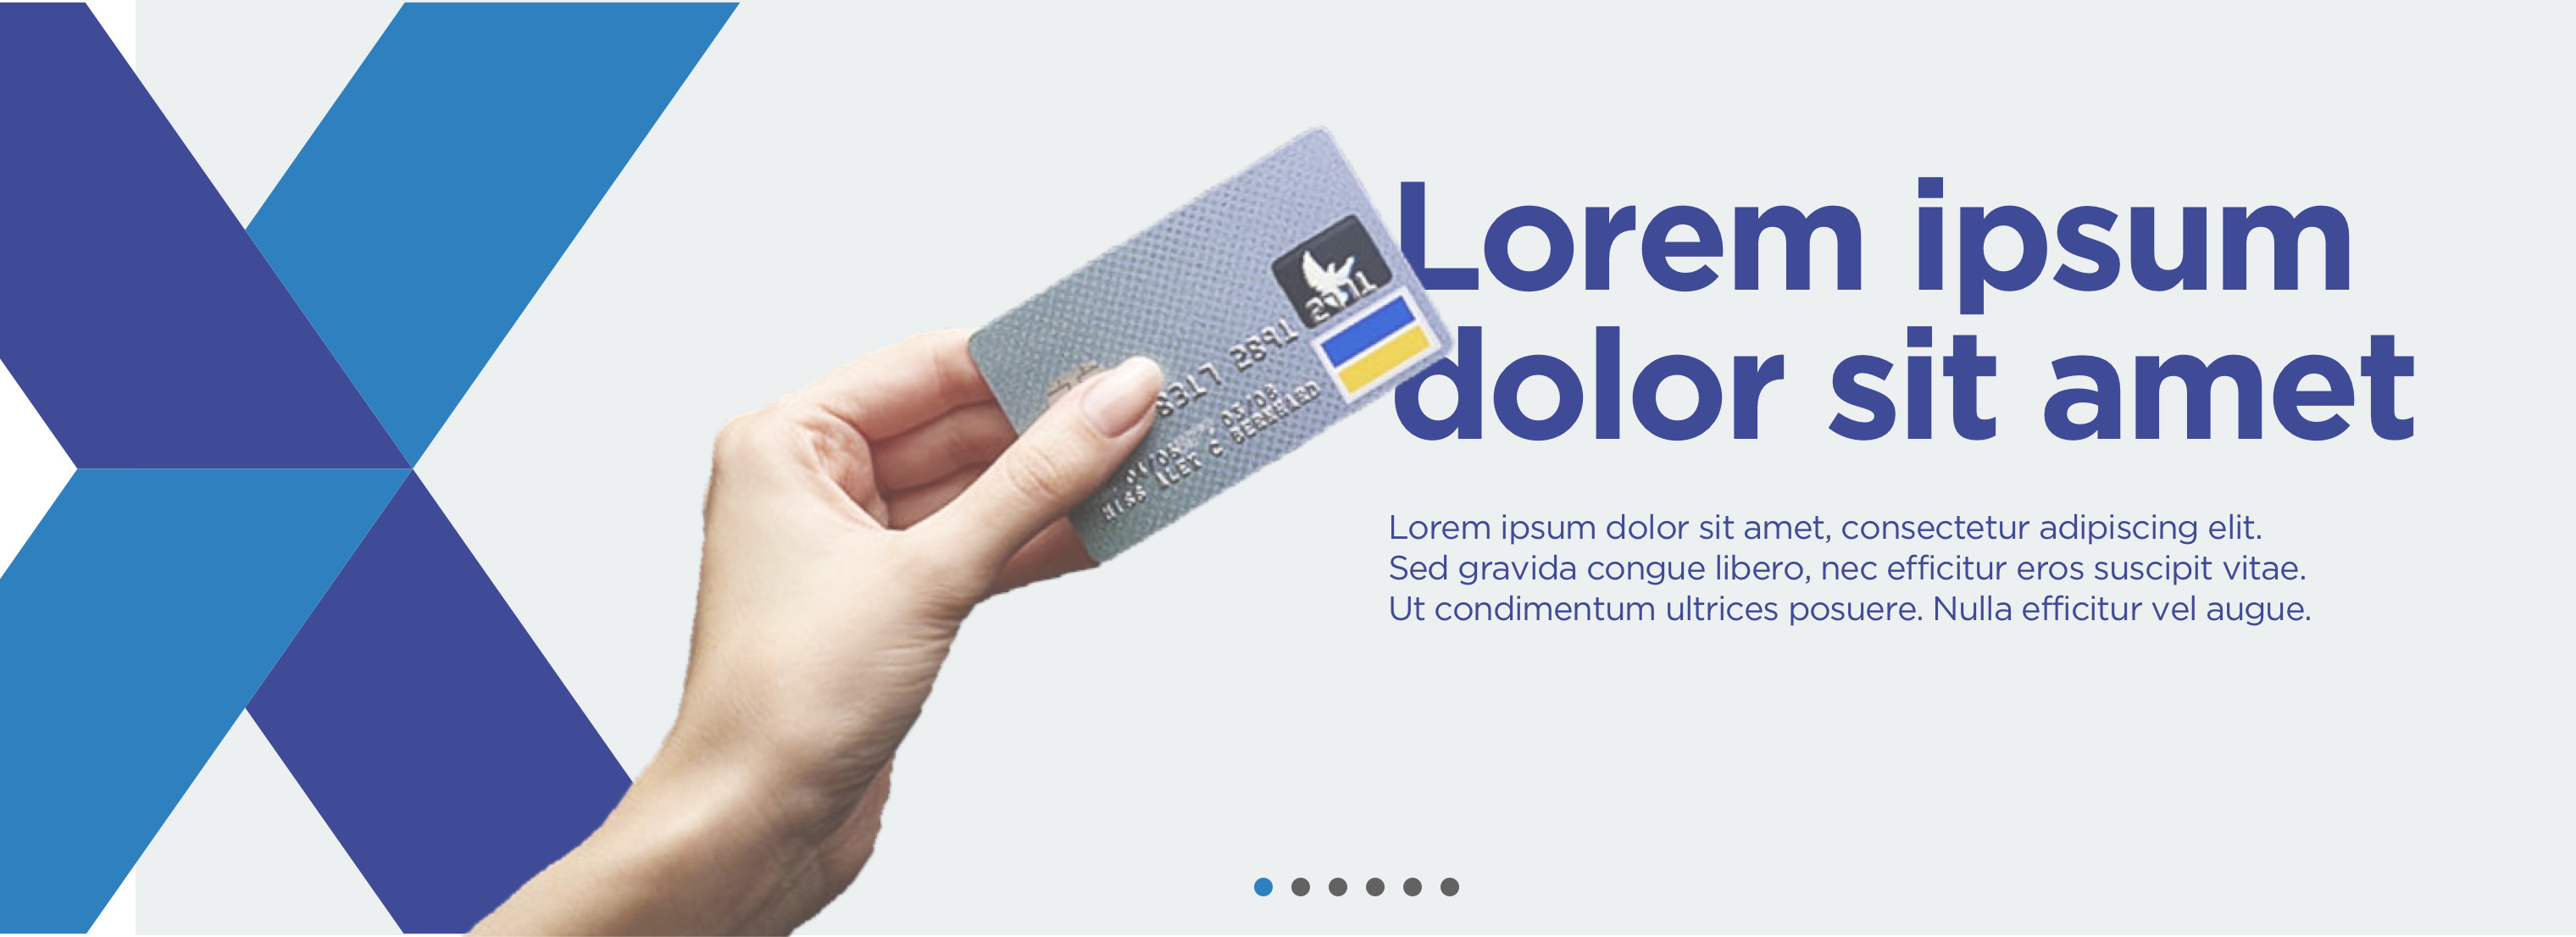 Lorem ipsum
dolor sit amet
Lorem ipsum dolor sit amet, consectetur adipiscing elit.
Sed gravida congue libero, nec efficitur eros suscipit vitae.
Ut condimentum ultrices posuere. Nulla efficitur vel augue.